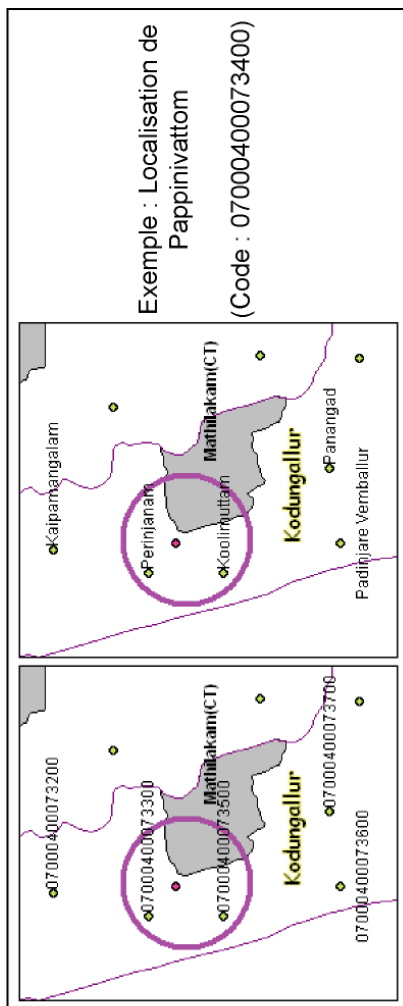 07000400073200
07000400073300
Mathilakam(CT)
07000400073500
Kodungallur
07000400073700
07000400073600
Kaipamangalam
Perinjanam
Mathilakam(CT)
Koolimuttam
Kodungallur
Panangad
Padinjare Vemballur
Exemple : Localisation de
Pappinivattom
(Code : 07000400073400)